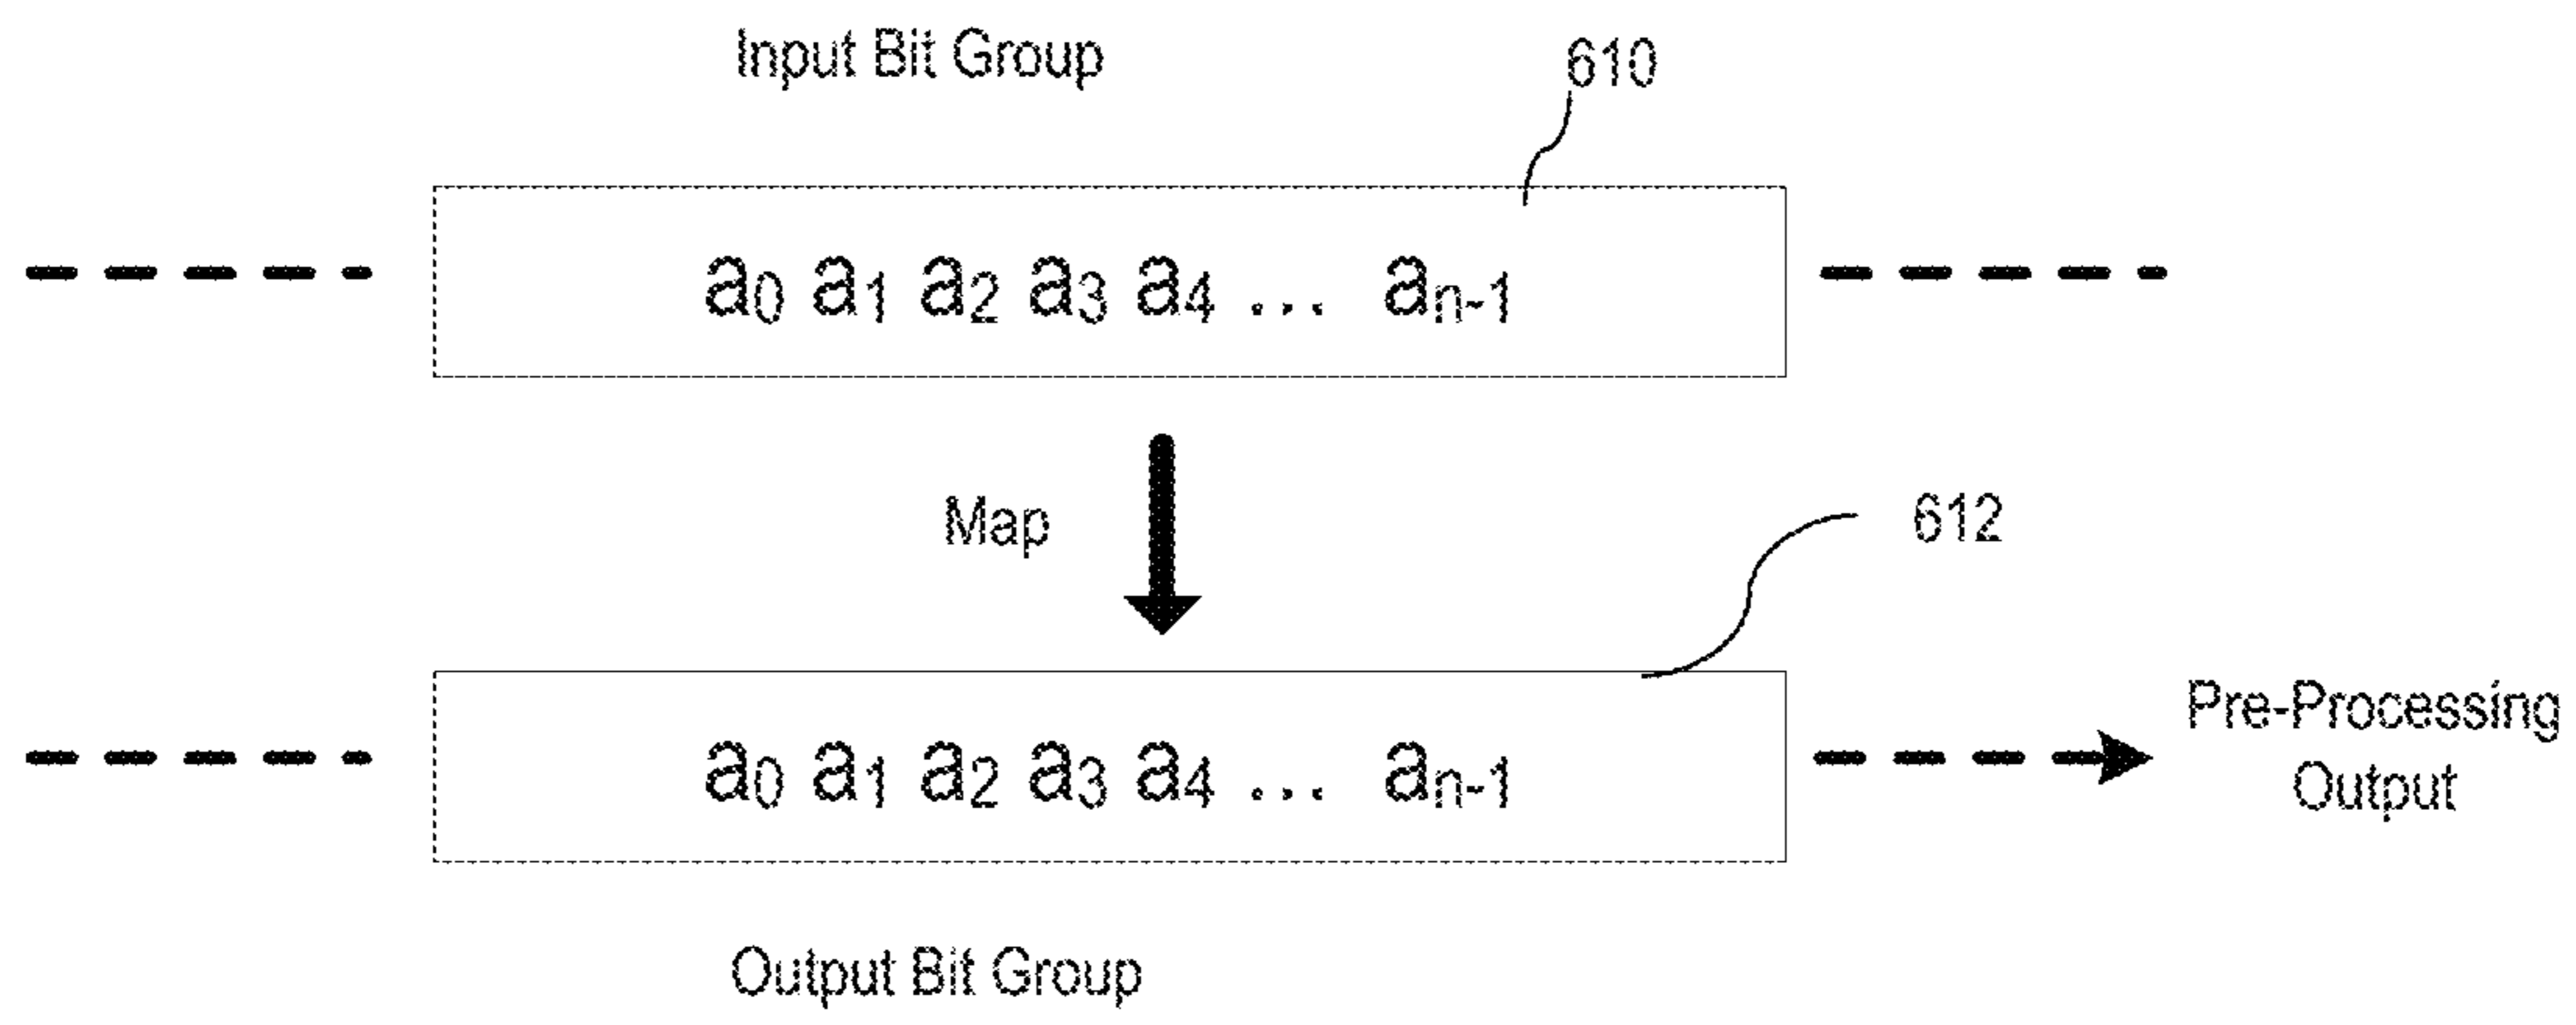 Input Bit Group
610
a₀ a₁ a₂ a₃ a₄ ... aₙ₋₁
Map
612
a₀ a₁ a₂ a₃ a₄ ... aₙ₋₁
Pre-Processing
Output
Output Bit Group